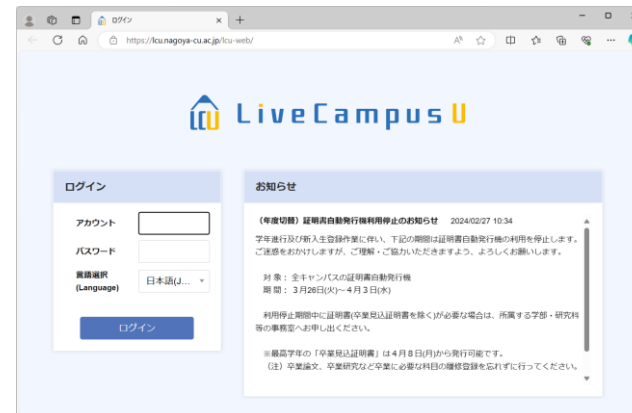 ログイン
https://lcu.nagoya-cu.ac.jp/lcu-web/
LiveCampusU
ログイン
アカウント
パスワード
言語選択
(Language)
日本語(J...
ログイン
お知らせ
(年度切替)証明書自動発行機利用停止のお知らせ 2024/02/27 10:34
学年進行及び新入生登録作業に伴い、下記の期間は証明書自動発行機の利用を停止します。
ご迷惑をおかけしますが、ご理解・ご協力いただきますよう、よろしくお願いします。
対 象： 全キャンパスの証明書自動発行機
期 間： 3月26日(火)～4月3日(水)
利用停止期間中に証明書(卒業見込証明書を除く)が必要な場合は、所属する学部・研究科
等の事務室へお申し出ください。
※最高学年の「卒業見込証明書」は4月8日(月)から発行可能です。
（注）卒業論文、卒業研究など卒業に必要な科目の履修登録を忘れずに行ってください。